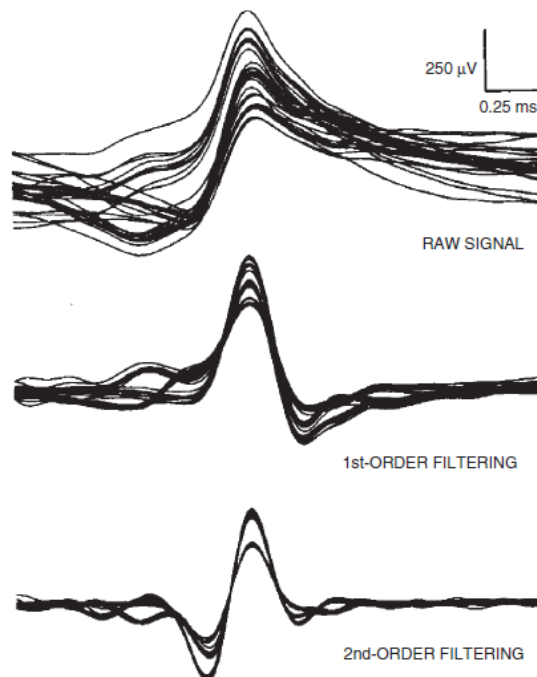 250 µV
0.25 ms
RAW SIGNAL
1st-ORDER FILTERING
2nd-ORDER FILTERING